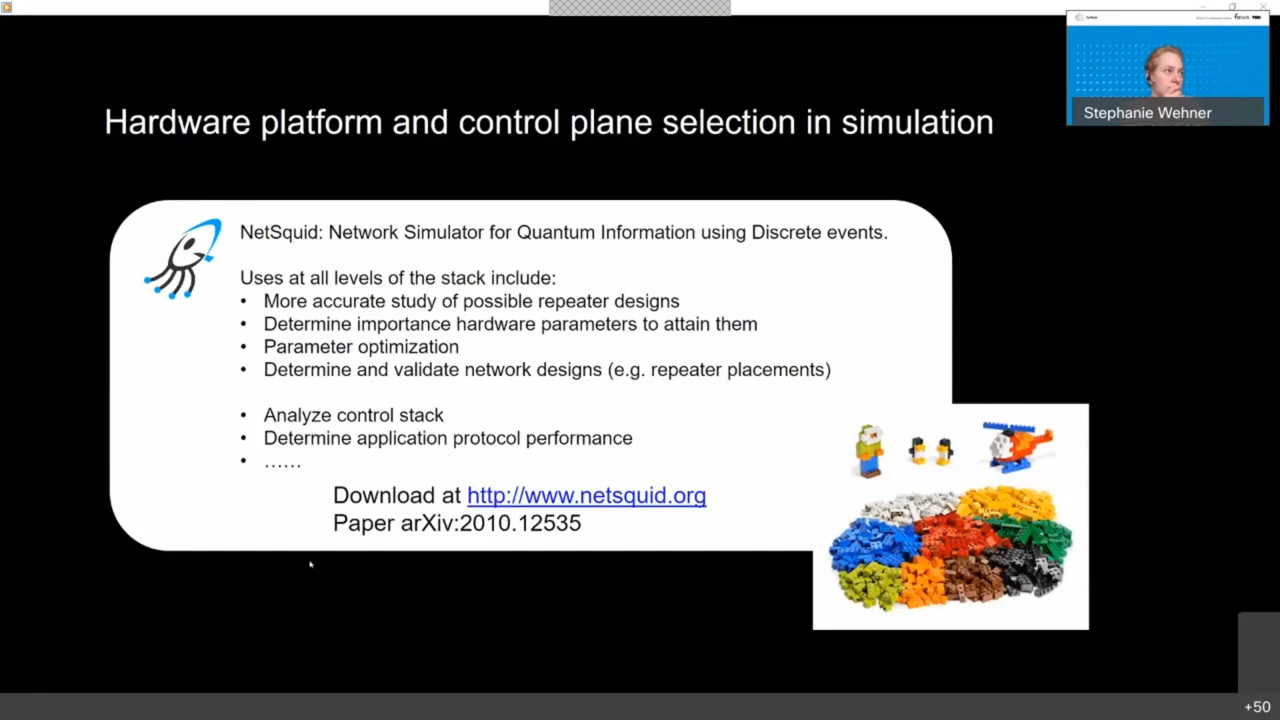 Hardware platform and control plane selection in simulation
Stephanie Wehner
NetSquid: Network Simulator for Quantum Information using Discrete events.
Uses at all levels of the stack include:
• More accurate study of possible repeater designs
• Determine importance hardware parameters to attain them
• Parameter optimization
• Determine and validate network designs (e.g. repeater placements)
• Analyze control stack
• Determine application protocol performance
• ……
Download at http://www.netsquid.org
Paper arXiv:2010.12535
+50